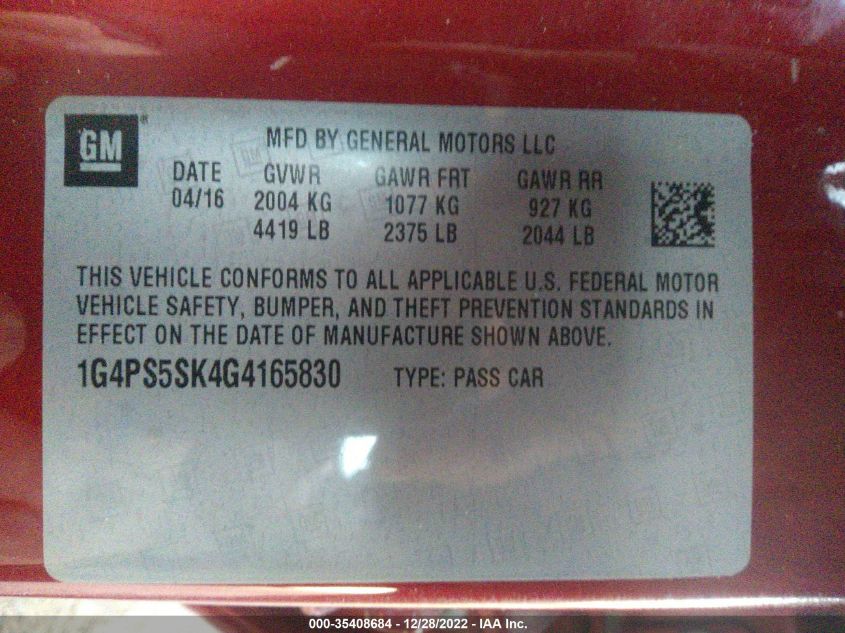 GM
MFD BY GENERAL MOTORS LLC
DATE GVWR GAWR FRT GAWR RR
04/16 2004 KG 1077 KG 927 KG
4419 LB 2375 LB 2044 LB
THIS VEHICLE CONFORMS TO ALL APPLICABLE U.S. FEDERAL MOTOR
VEHICLE SAFETY, BUMPER, AND THEFT PREVENTION STANDARDS IN
EFFECT ON THE DATE OF MANUFACTURE SHOWN ABOVE.
1G4PS5SK4G4165830 TYPE: PASS CAR
000-35408684 - 12/28/2022 - IAA Inc.